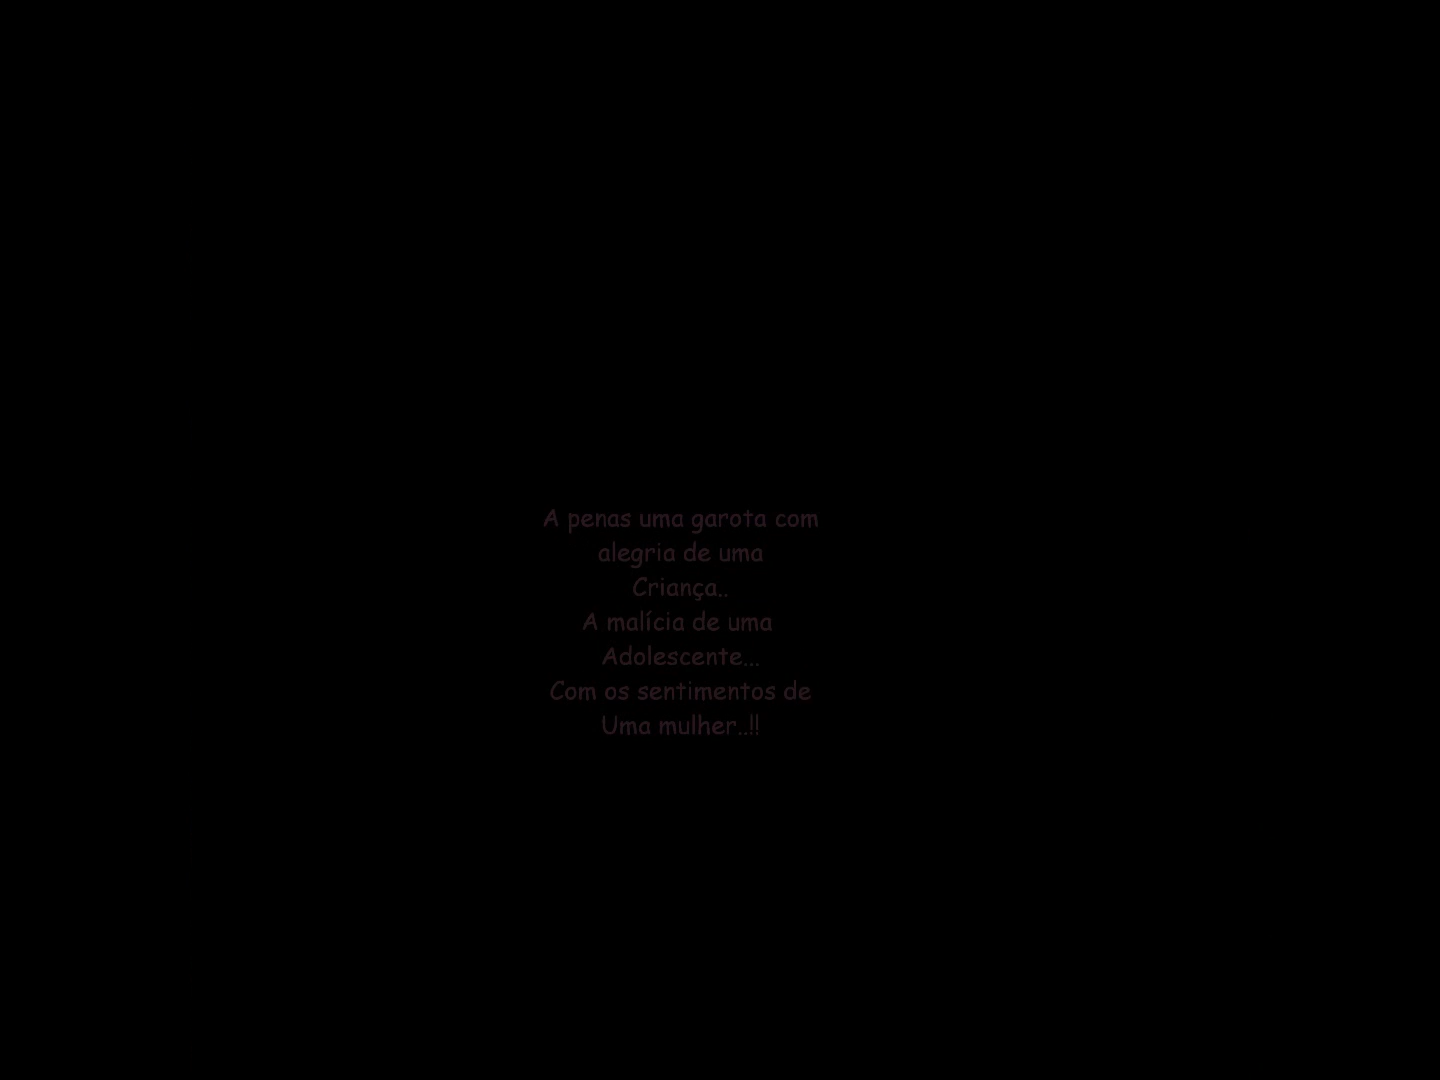 A penas uma garota com
alegria de uma
Criança..
A malícia de uma
Adolescente...
Com os sentimentos de
Uma mulher..!!